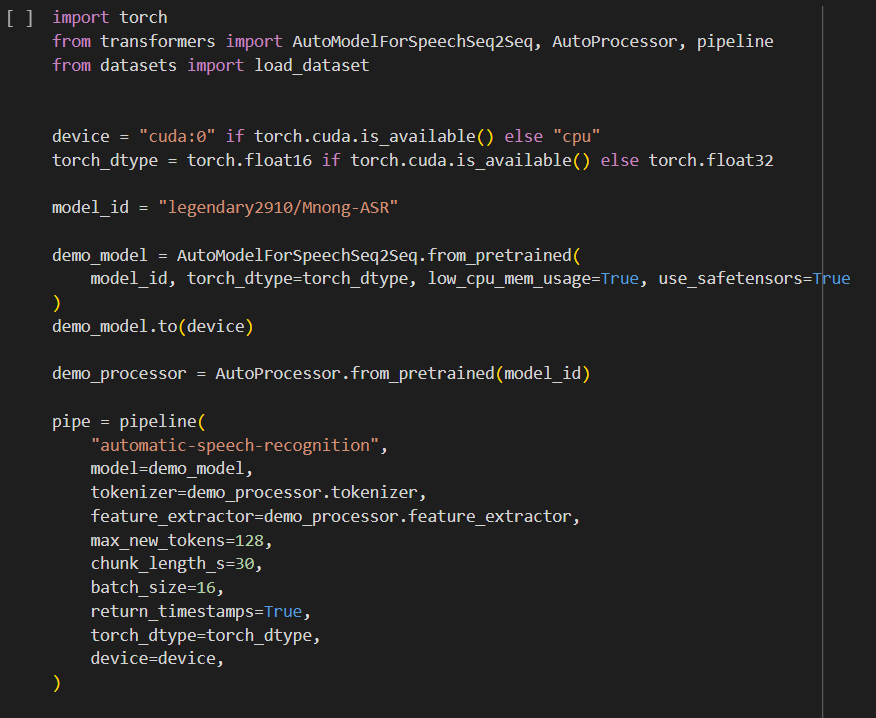 [ ] import torch
from transformers import AutoModelForSpeechSeq2Seq, AutoProcessor, pipeline
from datasets import load_dataset
device = "cuda:0" if torch.cuda.is_available() else "cpu"
torch_dtype = torch.float16 if torch.cuda.is_available() else torch.float32
model_id = "legendary2910/Mnong-ASR"
demo_model = AutoModelForSpeechSeq2Seq.from_pretrained(
    model_id, torch_dtype=torch_dtype, low_cpu_mem_usage=True, use_safetensors=True
)
demo_model.to(device)
demo_processor = AutoProcessor.from_pretrained(model_id)
pipe = pipeline(
    "automatic-speech-recognition",
    model=demo_model,
    tokenizer=demo_processor.tokenizer,
    feature_extractor=demo_processor.feature_extractor,
    max_new_tokens=128,
    chunk_length_s=30,
    batch_size=16,
    return_timestamps=True,
    torch_dtype=torch_dtype,
    device=device,
)